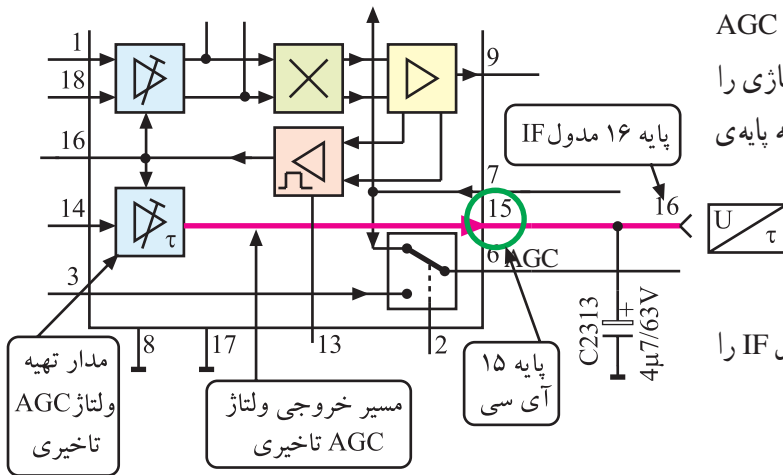 1
18
16
14
3
8
17
13
2
9
7
15
6
AGC
16
τ
پایه ۱۶ مدول IF
U
τ
C2313
+
4µ7/63V
پایه ۱۵
آی سی
مسیر خروجی ولتاژ
AGC تاخیری
مدار تهیه
ولتاژ AGC
تاخیری
AGC
را
پایه‌ی
IF را